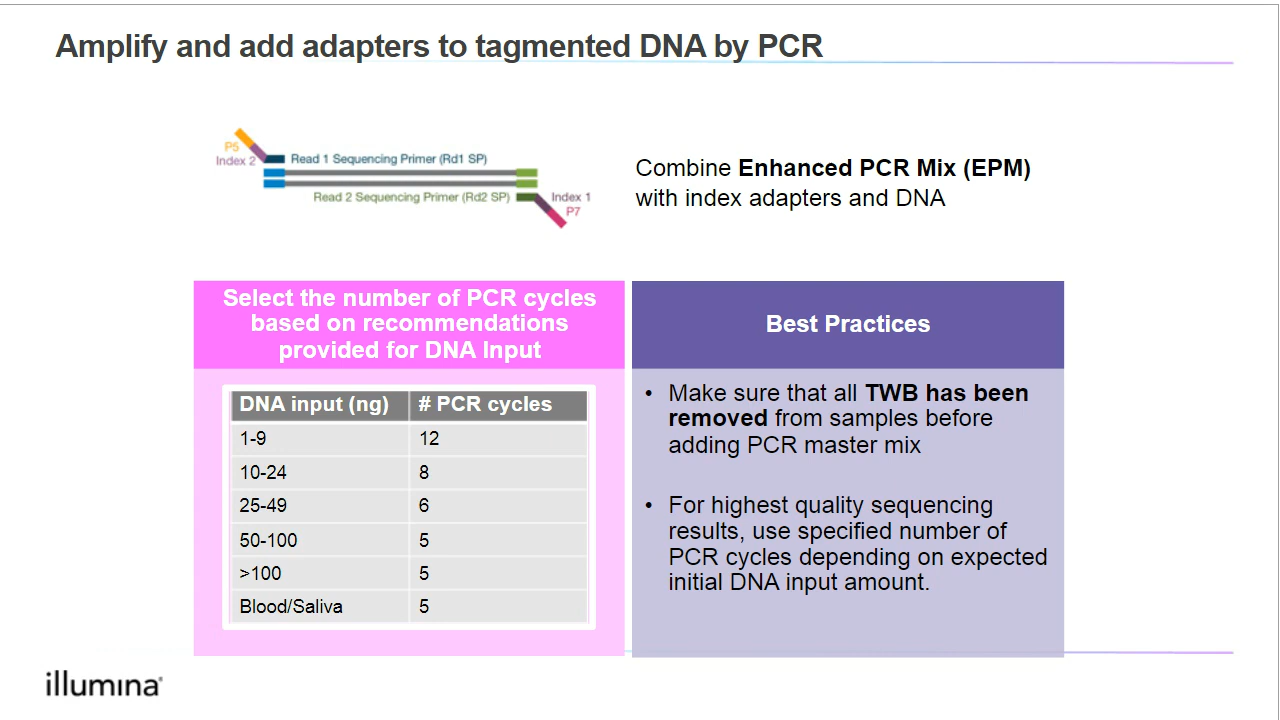 Amplify and add adapters to tagmented DNA by PCR
P5
Index 2
Read 1 Sequencing Primer (Rd1 SP)
Read 2 Sequencing Primer (Rd2 SP)
Index 1
P7
Combine Enhanced PCR Mix (EPM)
with index adapters and DNA
Select the number of PCR cycles
based on recommendations
provided for DNA Input
DNA input (ng) # PCR cycles
1-9 12
10-24 8
25-49 6
50-100 5
>100 5
Blood/Saliva 5
Best Practices
• Make sure that all TWB has been
removed from samples before
adding PCR master mix
• For highest quality sequencing
results, use specified number of
PCR cycles depending on expected
initial DNA input amount.
illumina®